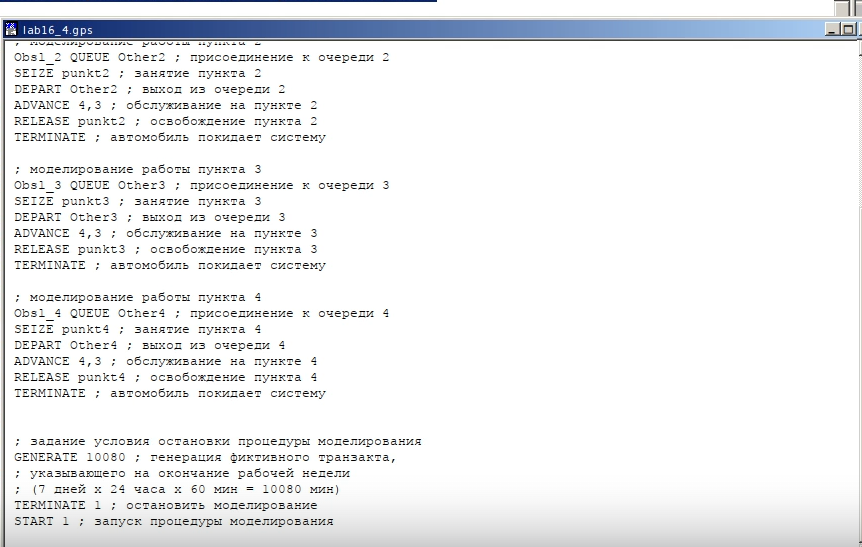 lab16_4.gps
; моделирование работы пункта 2
Obsl_2 QUEUE Other2 ; присоединение к очереди 2
SEIZE punkt2 ; занятие пункта 2
DEPART Other2 ; выход из очереди 2
ADVANCE 4,3 ; обслуживание на пункте 2
RELEASE punkt2 ; освобождение пункта 2
TERMINATE ; автомобиль покидает систему
; моделирование работы пункта 3
Obsl_3 QUEUE Other3 ; присоединение к очереди 3
SEIZE punkt3 ; занятие пункта 3
DEPART Other3 ; выход из очереди 3
ADVANCE 4,3 ; обслуживание на пункте 3
RELEASE punkt3 ; освобождение пункта 3
TERMINATE ; автомобиль покидает систему
; моделирование работы пункта 4
Obsl_4 QUEUE Other4 ; присоединение к очереди 4
SEIZE punkt4 ; занятие пункта 4
DEPART Other4 ; выход из очереди 4
ADVANCE 4,3 ; обслуживание на пункте 4
RELEASE punkt4 ; освобождение пункта 4
TERMINATE ; автомобиль покидает систему
; задание условия остановки процедуры моделирования
GENERATE 10080 ; генерация фиктивного транзакта,
; указывающего на окончание рабочей недели
; (7 дней x 24 часа x 60 мин = 10080 мин)
TERMINATE 1 ; остановить моделирование
START 1 ; запуск процедуры моделирования